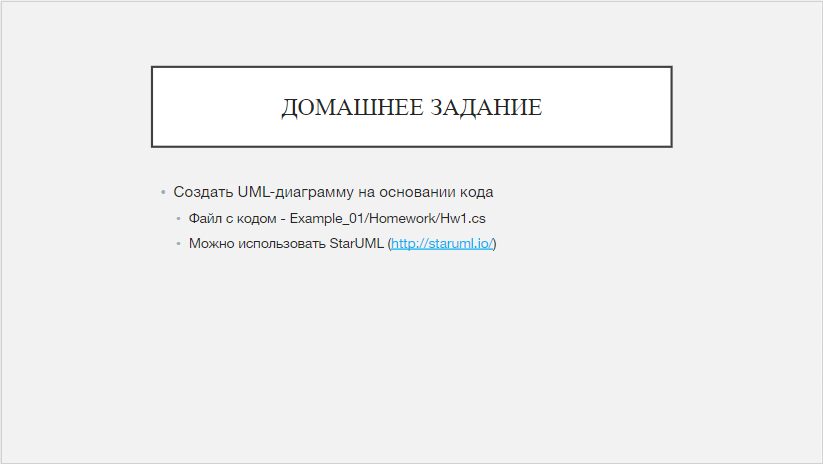 ДОМАШНЕЕ ЗАДАНИЕ
• Создать UML-диаграмму на основании кода
• Файл с кодом - Example_01/Homework/Hw1.cs
• Можно использовать StarUML (http://staruml.io/)